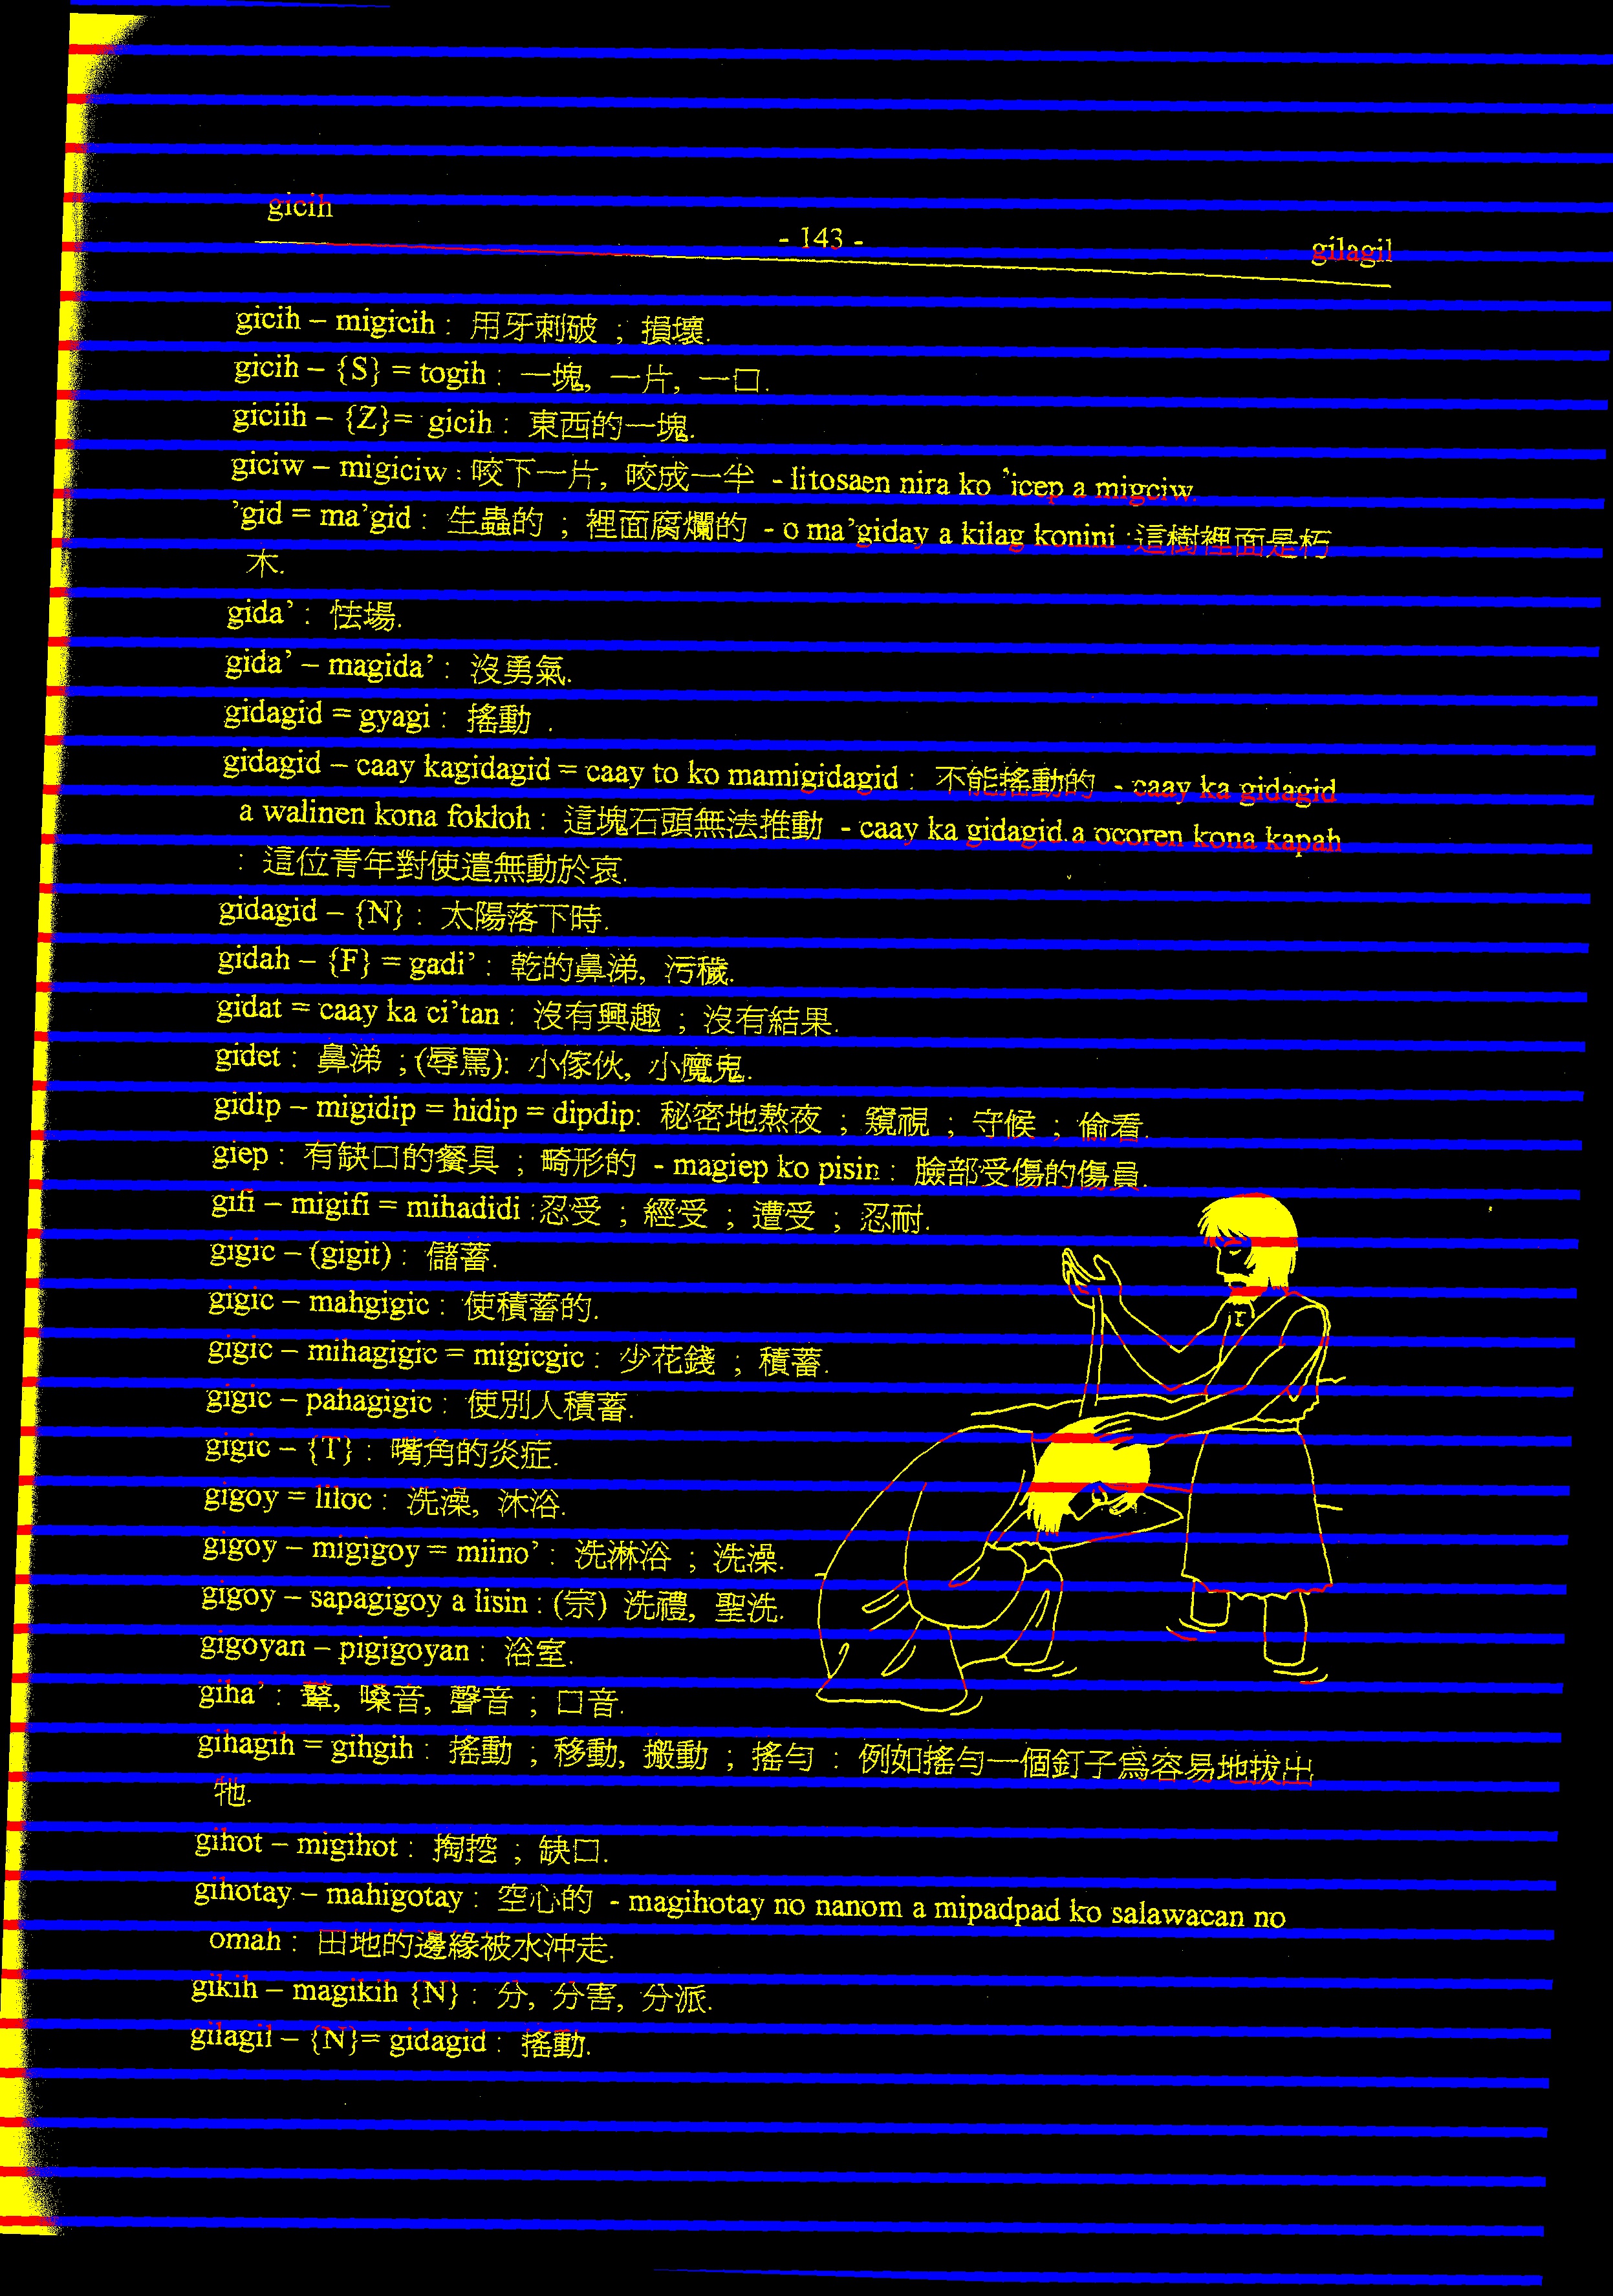 gicih
- 143 -
gilagil
gicih – migicih : 用牙刺破 ; 損壞.
gicih – {S} = togih : 一塊, 一片, 一口.
giciih – {Z}= gicih : 東西的一塊.
giciw – migiciw : 咬下一片, 咬成一半 - litosaen nira ko 'icep a migciw.
'gid = ma'gid : 生蟲的 ; 裡面腐爛的 - o ma'giday a kilag konini :這樹裡面是朽
木.
gida' : 怯場.
gida' – magida' : 沒勇氣.
gidagid = gyagi : 搖動 .
gidagid – caay kagidagid = caay to ko mamigidagid : 不能搖動的 - caay ka gidagid
a walinen kona fokloh : 這塊石頭無法推動 - caay ka gidagid a ocoren kona kapah
: 這位青年對使遣無動於哀.
gidagid – {N} : 太陽落下時.
gidah – {F} = gadi' : 乾的鼻涕, 污穢.
gidat = caay ka ci'tan : 沒有興趣 ; 沒有結果.
gidet : 鼻涕 ; (辱罵): 小傢伙, 小魔鬼.
gidip – migidip = hidip = dipdip: 秘密地熬夜 ; 窺視 ; 守候 ; 偷看.
giep : 有缺口的餐具 ; 畸形的 - magiep ko pisin : 臉部受傷的傷員.
gifi – migifi = mihadidi :忍受 ; 經受 ; 遭受 ; 忍耐.
gigic – (gigit) : 儲蓄.
gigic – mahgigic : 使積蓄的.
gigic – mihagigic = migicgic : 少花錢 ; 積蓄.
gigic – pahagigic : 使別人積蓄.
gigic – {T} : 嘴角的炎症.
gigoy = liloc : 洗澡, 沐浴.
gigoy – migigoy = miino' : 洗淋浴 ; 洗澡.
gigoy – sapagigoy a lisin : (宗) 洗禮, 聖洗.
gigoyan – pigigoyan : 浴室.
giha' : 聲, 嗓音, 聲音 ; 口音.
gihagih = gihgih : 搖動 ; 移動, 搬動 ; 搖勻 : 例如搖勻一個釘子為容易地拔出
牠.
gihot – migihot : 掏挖 ; 缺口.
gihotay – mahigotay : 空心的 - magihotay no nanom a mipadpad ko salawacan no
omah : 田地的邊緣被水沖走.
gikih – magikih {N} : 分, 分害, 分派.
gilagil – {N}= gidagid : 搖動.